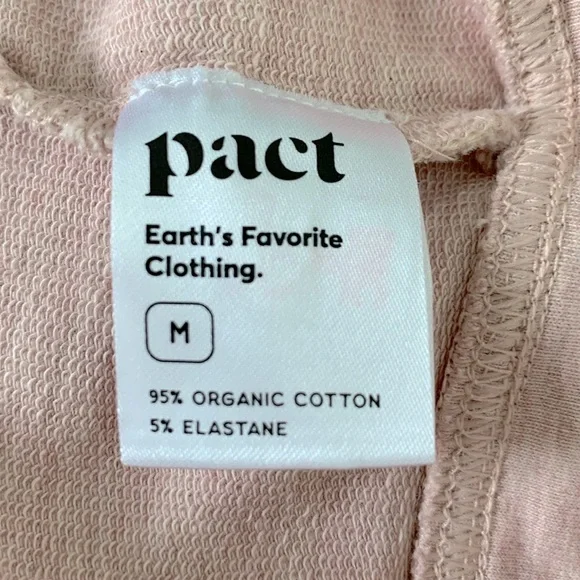 pact
Earth's Favorite
Clothing.
M
95% ORGANIC COTTON
5% ELASTANE